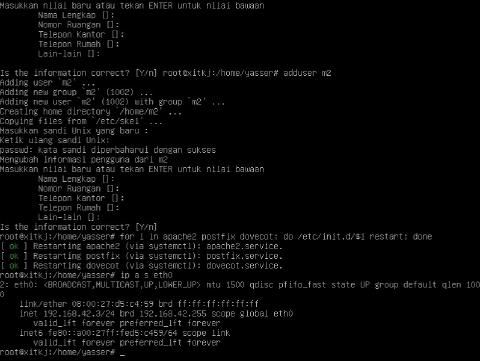 Masukkan nilai baru atau tekan ENTER untuk nilai bawaan
Nama Lengkap []:
Nomor Ruangan []:
Telepon Kantor []:
Telepon Rumah []:
Lain-lain []:
Is the information correct? [Y/n] root@xitkj:/home/yasser# adduser m2
Adding user `m2' ...
Adding new group `m2' (1002) ...
Adding new user `m2' (1002) with group `m2' ...
Creating home directory `/home/m2' ...
Copying files from `/etc/skel' ...
Masukkan sandi Unix yang baru :
Ketik ulang sandi Unix:
passwd: kata sandi diperbaharui dengan sukses
Mengubah informasi pengguna dari m2
Masukkan nilai baru atau tekan ENTER untuk nilai bawaan
Nama Lengkap []:
Nomor Ruangan []:
Telepon Kantor []:
Telepon Rumah []:
Lain-lain []:
Is the information correct? [Y/n]
root@xitkj:/home/yasser# for i in apache2 postfix dovecot; do /etc/init.d/$i restart; done
[ ok ] Restarting apache2 (via systemctl): apache2.service.
[ ok ] Restarting postfix (via systemctl): postfix.service.
[ ok ] Restarting dovecot (via systemctl): dovecot.service.
root@xitkj:/home/yasser# ip a s eth0
2: eth0: <BROADCAST,MULTICAST,UP,LOWER_UP> mtu 1500 qdisc pfifo_fast state UP group default qlen 100
0
link/ether 08:00:27:d5:c4:59 brd ff:ff:ff:ff:ff:ff
inet 192.168.42.3/24 brd 192.168.42.255 scope global eth0
valid_lft forever preferred_lft forever
inet6 fe80::a00:27ff:fed5:c459/64 scope link
valid_lft forever preferred_lft forever
root@xitkj:/home/yasser# _